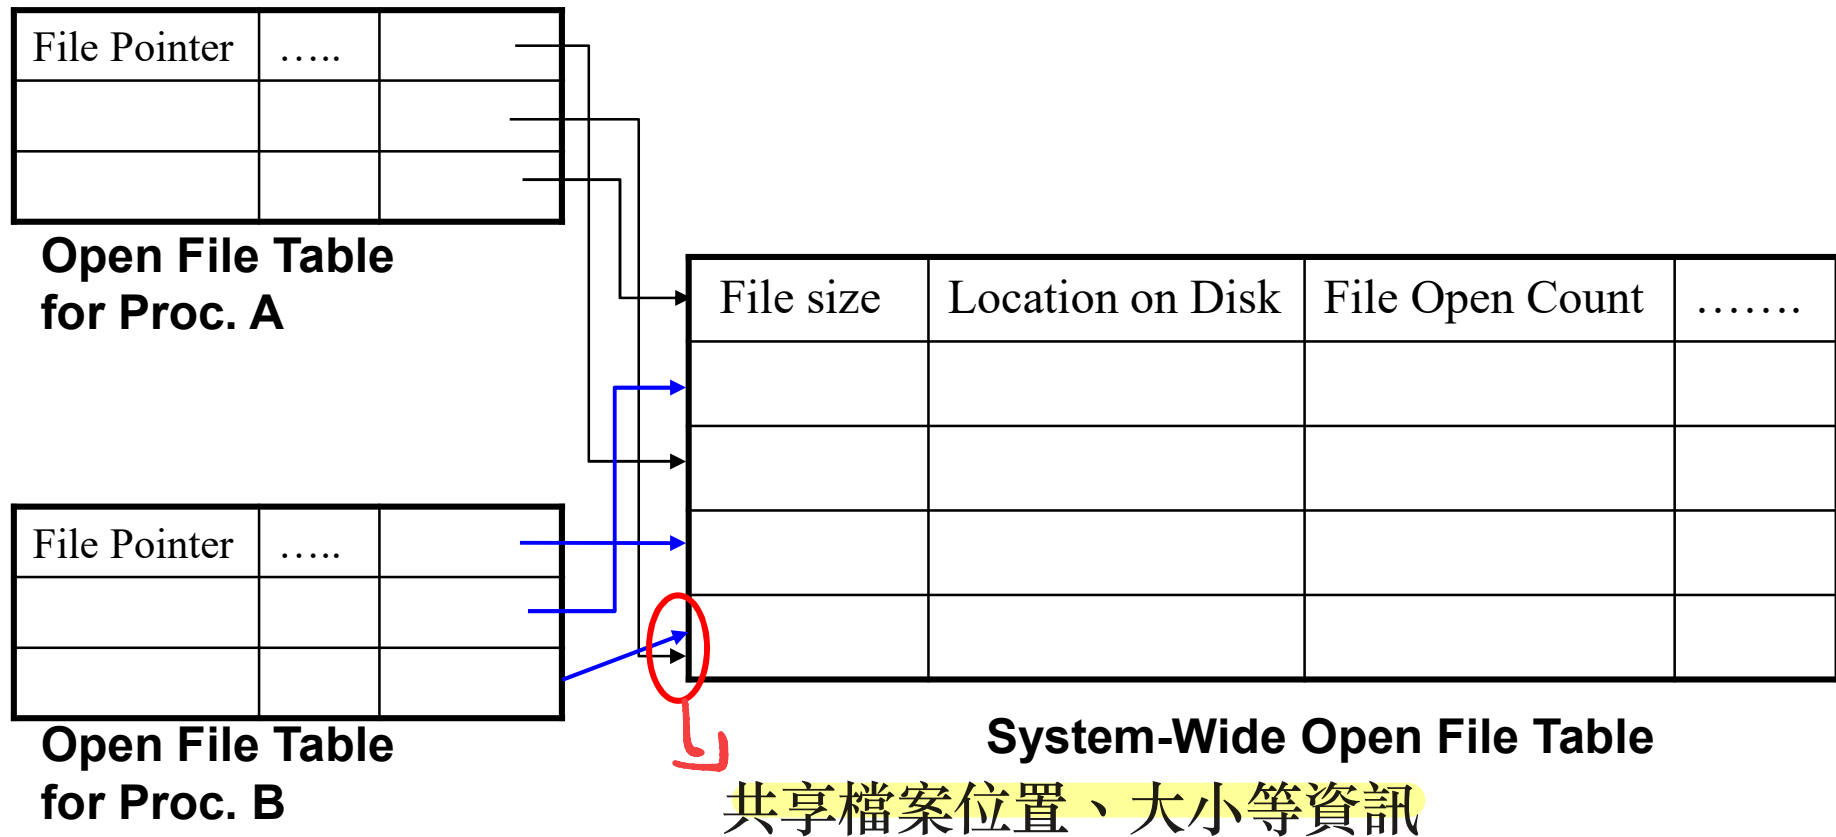 File Pointer …..
Open File Table
for Proc. A
File size Location on Disk File Open Count …….
File Pointer …..
Open File Table
for Proc. B
System-Wide Open File Table
共享檔案位置、大小等資訊